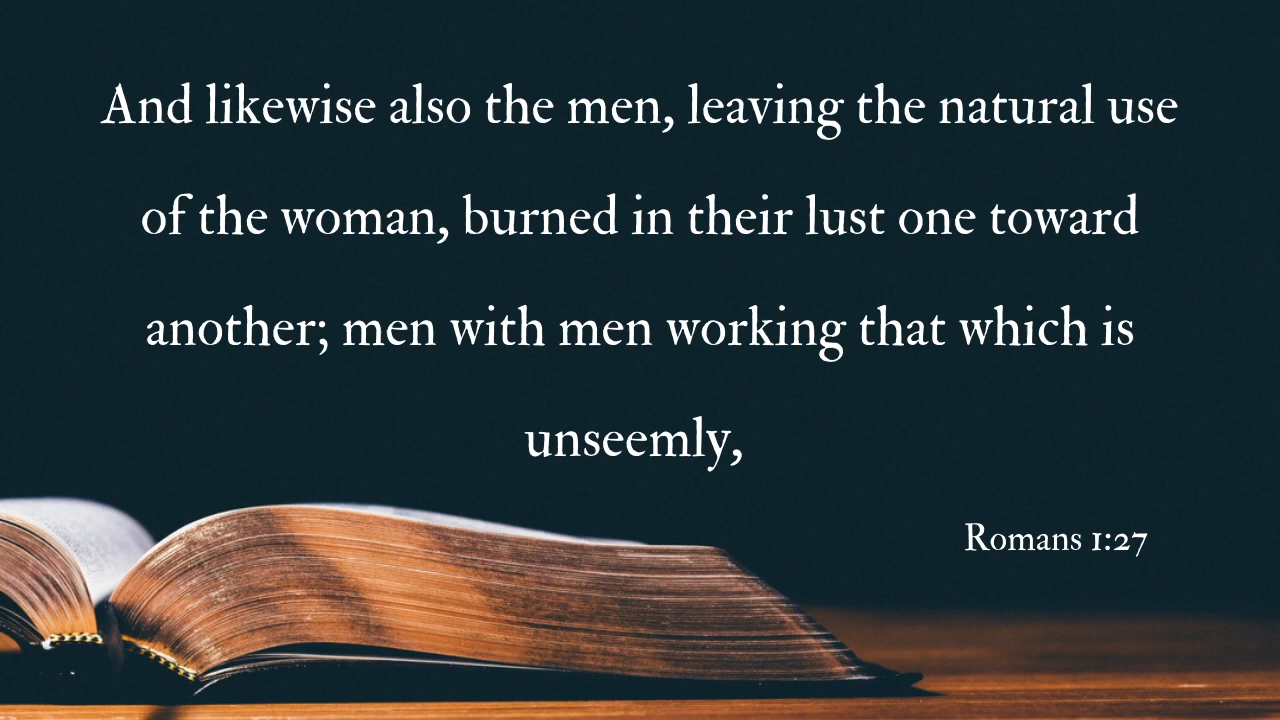 And likewise also the men, leaving the natural use
of the woman, burned in their lust one toward
another; men with men working that which is
unseemly,
Romans 1:27